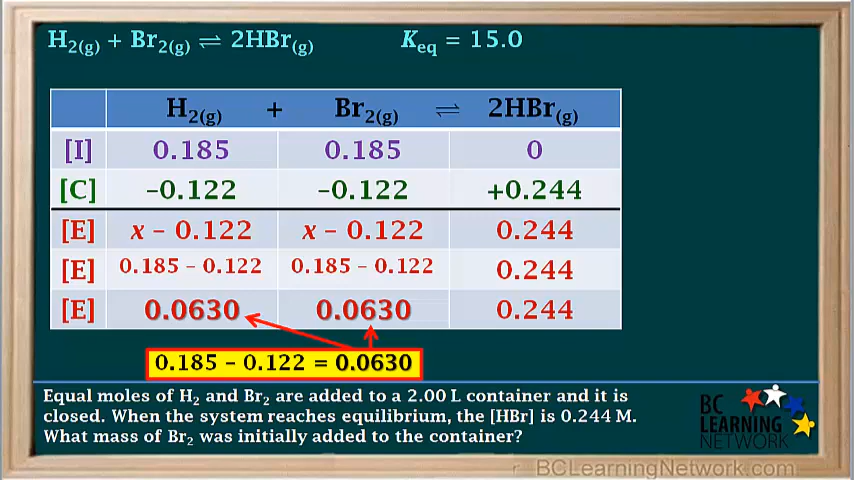 H2(g) + Br2(g) ⇌ 2HBr(g) Keq = 15.0
H2(g) + Br2(g) ⇌ 2HBr(g)
[I] 0.185 0.185 0
[C] –0.122 –0.122 +0.244
[E] x – 0.122 x – 0.122 0.244
[E] 0.185 – 0.122 0.185 – 0.122 0.244
[E] 0.0630 0.0630 0.244
0.185 – 0.122 = 0.0630
Equal moles of H2 and Br2 are added to a 2.00 L container and it is
closed. When the system reaches equilibrium, the [HBr] is 0.244 M.
What mass of Br2 was initially added to the container?
BC
LEARNING
NETWORK
BCLearningNetwork.com